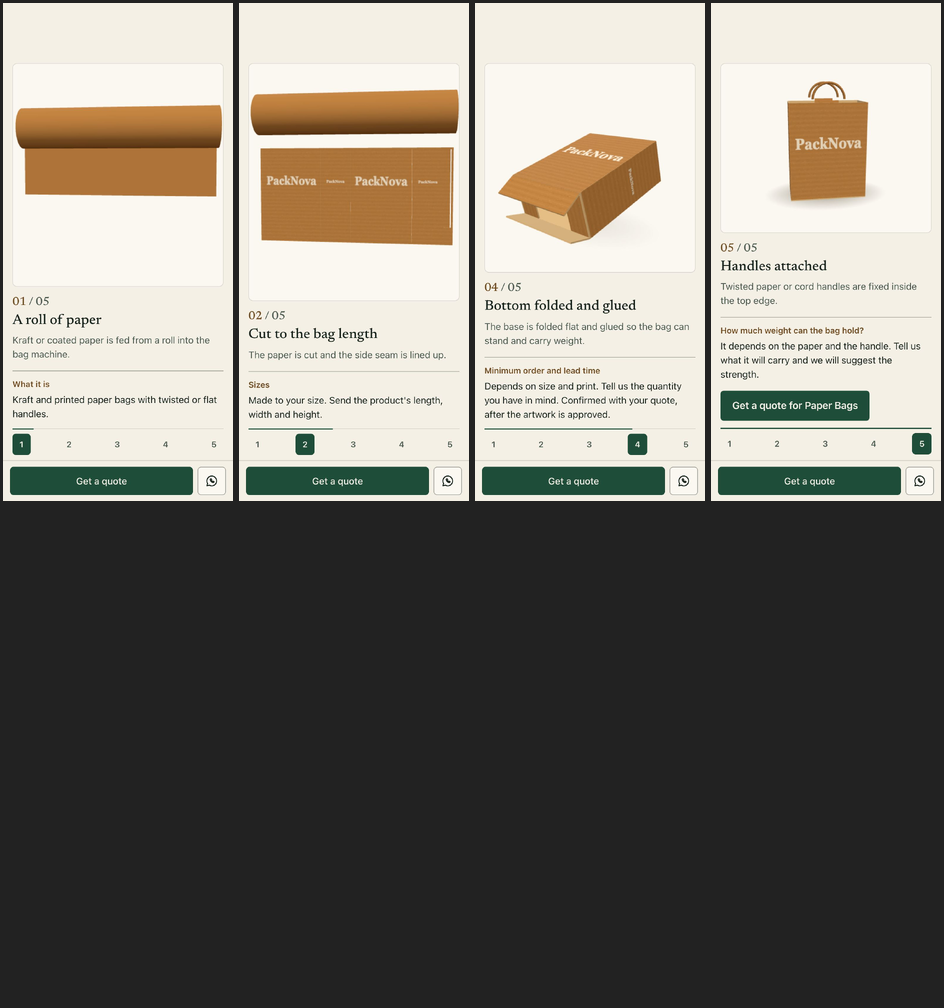 01 / 05
A roll of paper
Kraft or coated paper is fed from a roll into the
bag machine.
What it is
Kraft and printed paper bags with twisted or flat
handles.
1 2 3 4 5
Get a quote
PackNova PackNova PackNova PackNova
02 / 05
Cut to the bag length
The paper is cut and the side seam is lined up.
Sizes
Made to your size. Send the product's length,
width and height.
1 2 3 4 5
Get a quote
PackNova
PackNova
04 / 05
Bottom folded and glued
The base is folded flat and glued so the bag can
stand and carry weight.
Minimum order and lead time
Depends on size and print. Tell us the quantity
you have in mind. Confirmed with your quote,
after the artwork is approved.
1 2 3 4 5
Get a quote
PackNova
05 / 05
Handles attached
Twisted paper or cord handles are fixed inside
the top edge.
How much weight can the bag hold?
It depends on the paper and the handle. Tell us
what it will carry and we will suggest the
strength.
Get a quote for Paper Bags
1 2 3 4 5
Get a quote